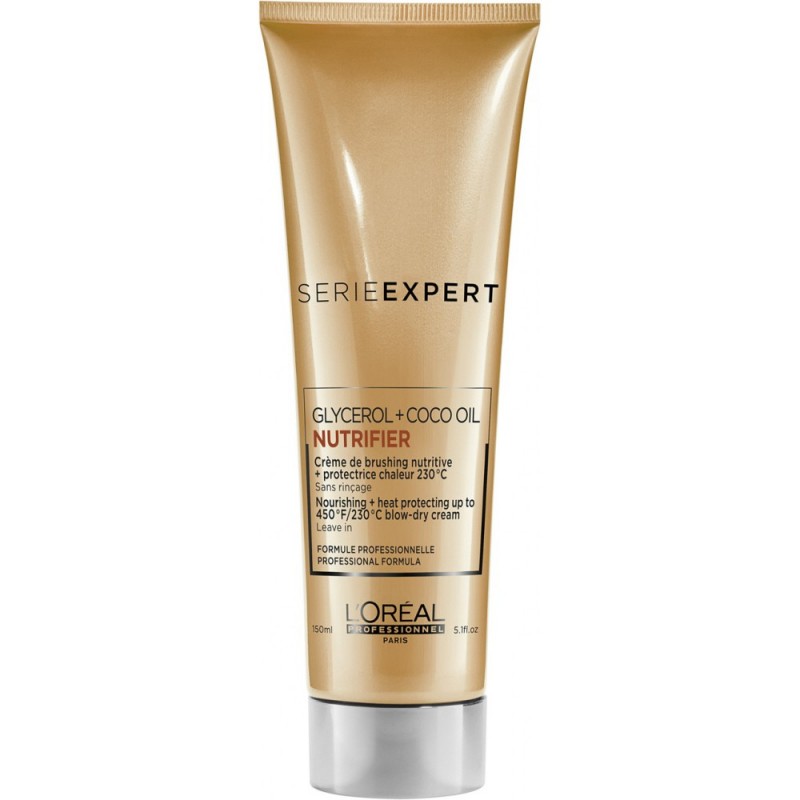 SERIEEXPERT
GLYCEROL + COCO OIL
NUTRIFIER
Crème de brushing nutritive
+ protectrice chaleur 230°C
Sans rinçage
Nourishing + heat protecting up to
450°F/230°C blow-dry cream
Leave in
FORMULE PROFESSIONNELLE
PROFESSIONAL FORMULA
L'ORÉAL
150ml PROFESSIONNEL 5.1fl.oz
PARIS